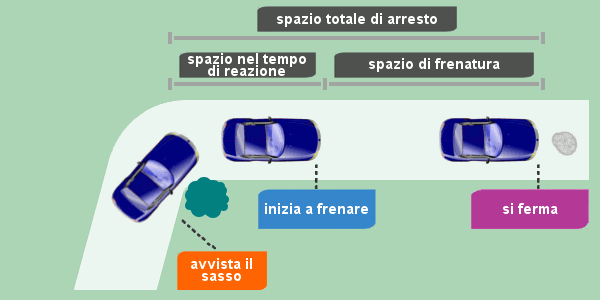 spazio totale di arresto
spazio nel tempo
di reazione
spazio di frenatura
inizia a frenare
si ferma
avvista il
sasso